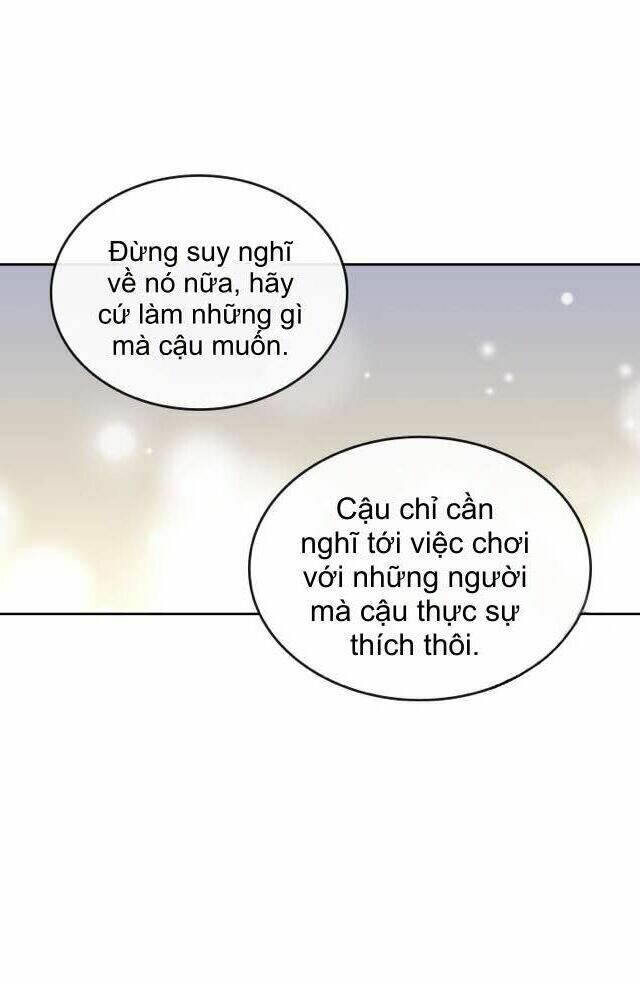 Đừng suy nghĩ
về nó nữa, hãy
cứ làm những gì
mà cậu muốn.
Cậu chỉ cần
nghĩ tới việc chơi
với những người
mà cậu thực sự
thích thôi.